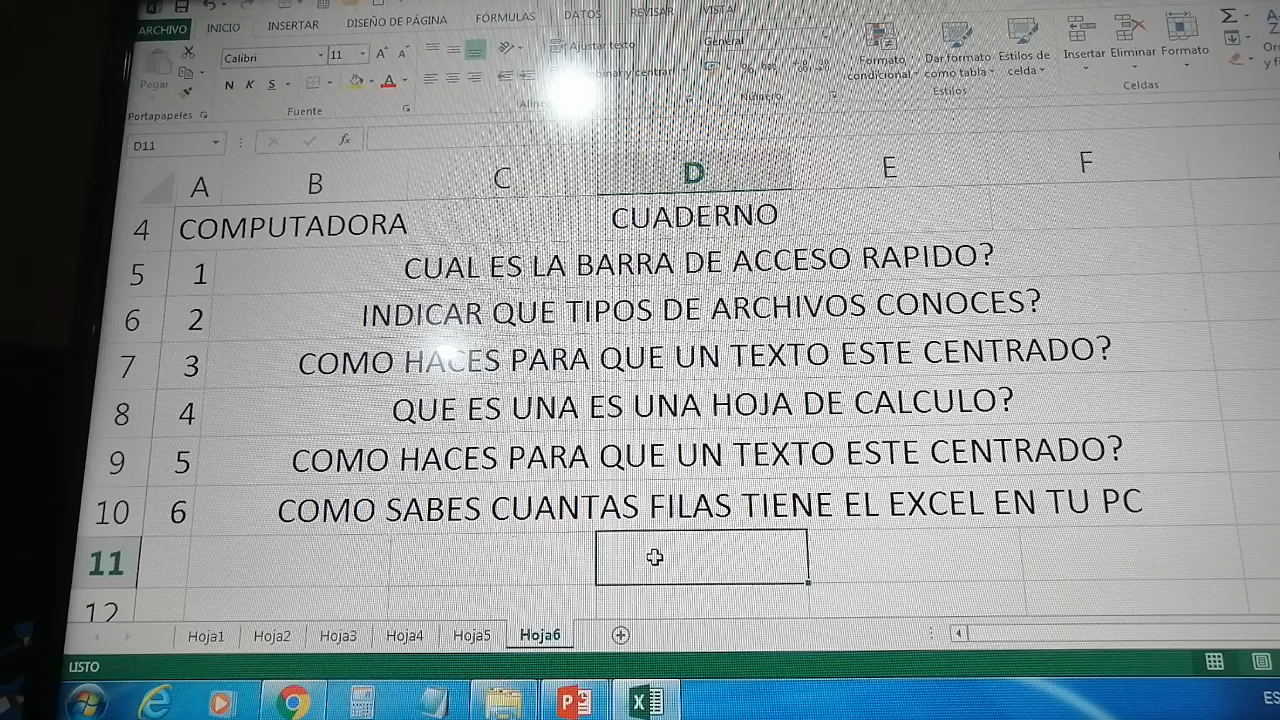 ARCHIVO INICIO INSERTAR DISEÑO DE PÁGINA FÓRMULAS DATOS REVISAR VISTA
Calibri 11 Ajustar texto General
Pegar N K S Formato Dar formato Estilos de Insertar Eliminar Formato
como tabla celda
Portapapeles Fuente Número Estilos Celdas
D11 fx
A B C D E F
4 COMPUTADORA CUADERNO
5 1 CUAL ES LA BARRA DE ACCESO RAPIDO?
6 2 INDICAR QUE TIPOS DE ARCHIVOS CONOCES?
7 3 COMO HACES PARA QUE UN TEXTO ESTE CENTRADO?
8 4 QUE ES UNA ES UNA HOJA DE CALCULO?
9 5 COMO HACES PARA QUE UN TEXTO ESTE CENTRADO?
10 6 COMO SABES CUANTAS FILAS TIENE EL EXCEL EN TU PC
11
12
Hoja1 Hoja2 Hoja3 Hoja4 Hoja5 Hoja6
LISTO
ES